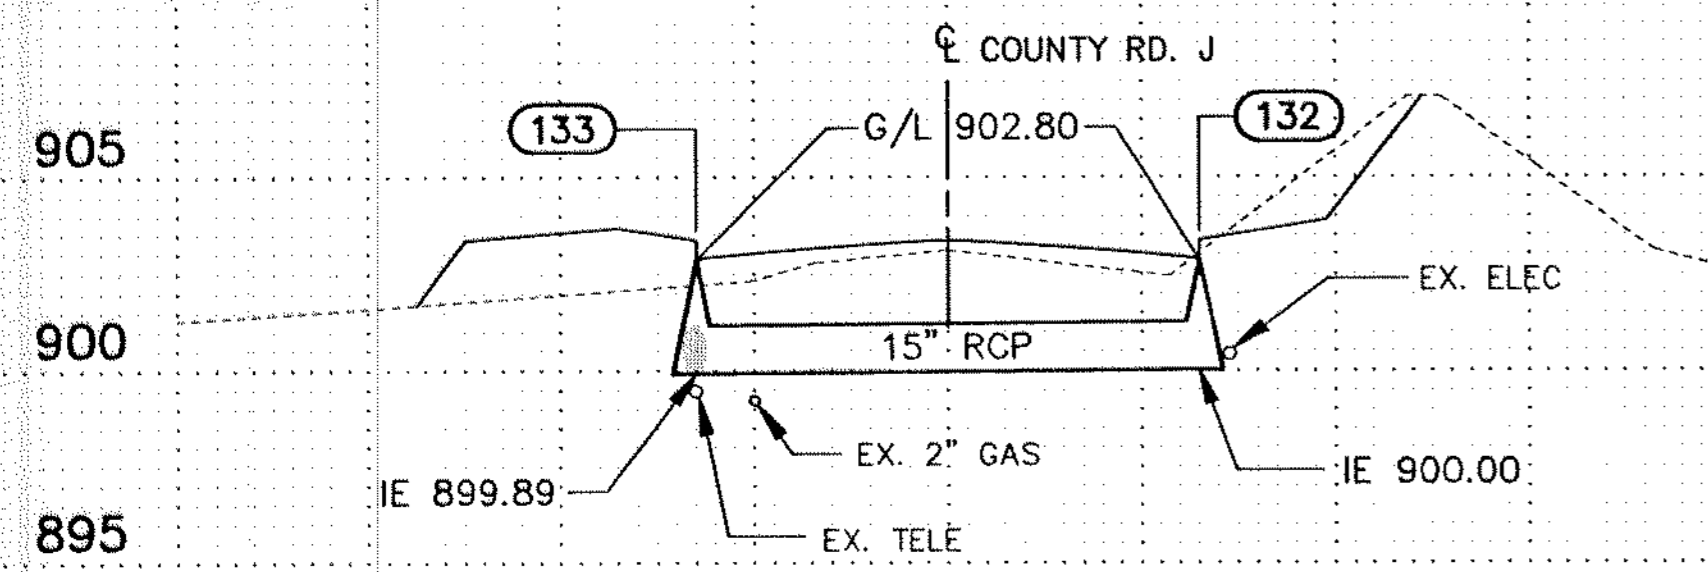 ℄ COUNTY RD. J
133
G/L 902.80
132
905
EX. ELEC
900
15" RCP
EX. 2" GAS
IE 900.00
IE 899.89
895
EX. TELE